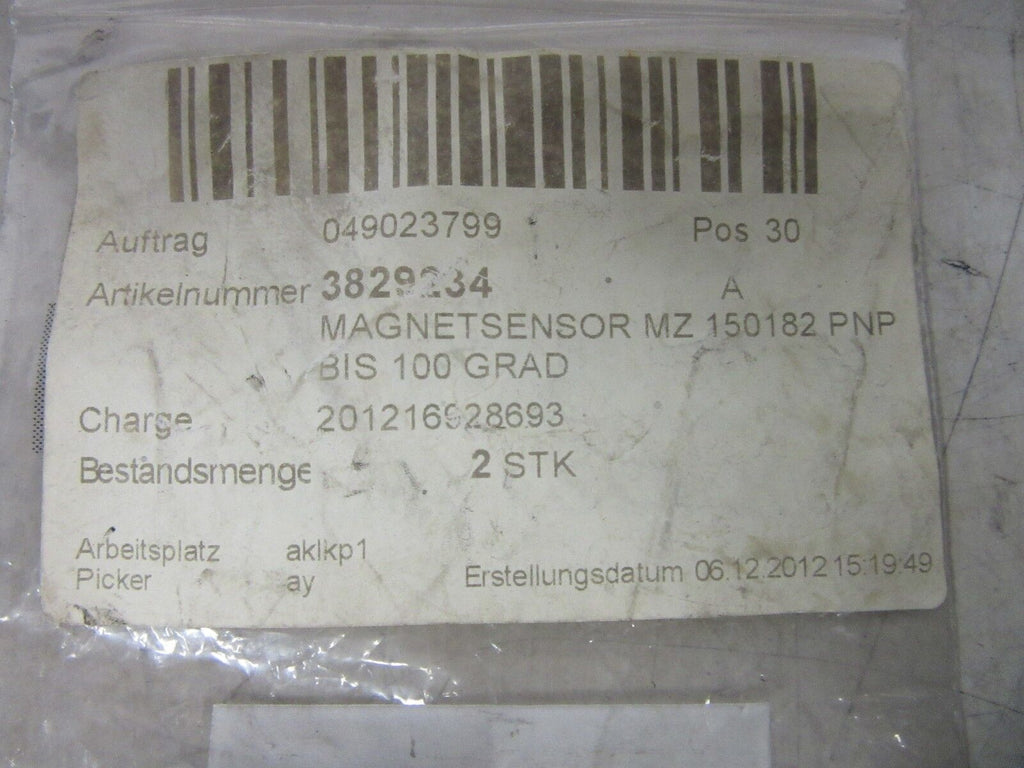 Auftrag 049023799 Pos 30
Artikelnummer A
MAGNETSENSOR MZ 150182 PNP
BIS 100 GRAD
Charge
Bestandsmenge 2 STK
Arbeitsplatz aklkp1
Picker ay Erstellungsdatum 06.12.2012 15:19:49